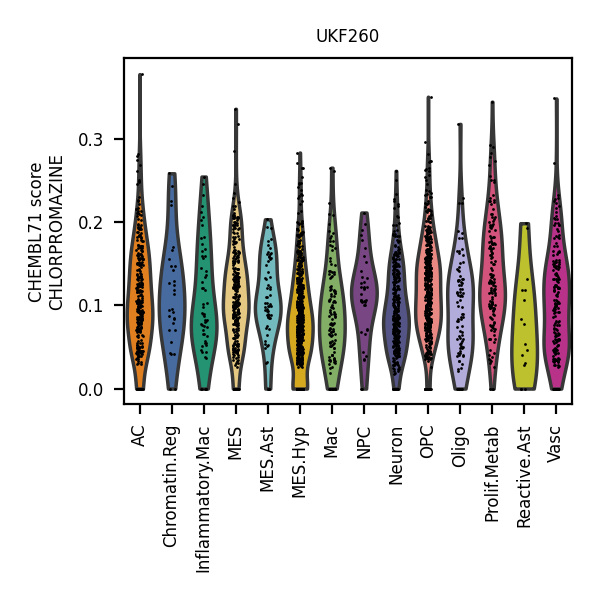 UKF260
CHEMBL71 score
CHLORPROMAZINE
0.3
0.2
0.1
0.0
AC
Chromatin.Reg
Inflammatory.Mac
MES
MES.Ast
MES.Hyp
Mac
NPC
Neuron
OPC
Oligo
Prolif.Metab
Reactive.Ast
Vasc